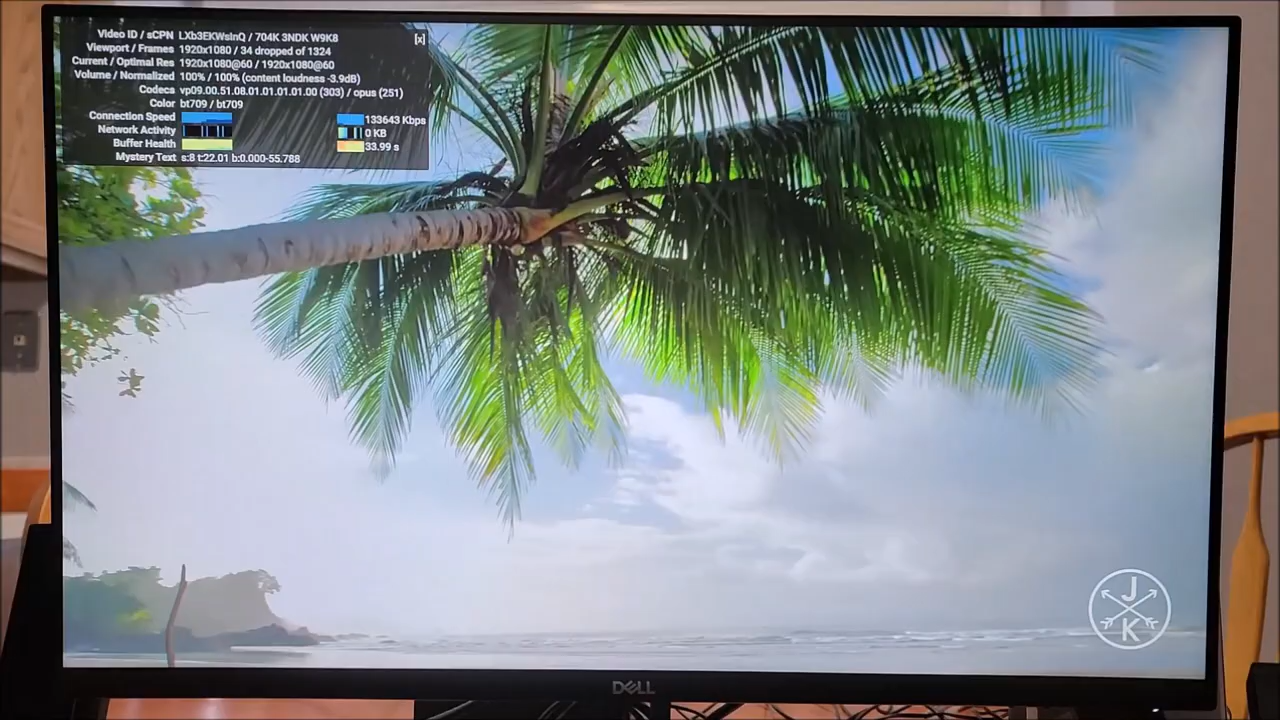 Video ID / sCPN LXb3EKWsInQ / 704K 3NDK W9K8 [x]
Viewport / Frames 1920x1080 / 34 dropped of 1324
Current / Optimal Res 1920x1080@60 / 1920x1080@60
Volume / Normalized 100% / 100% (content loudness -3.9dB)
Codecs vp09.00.51.08.01.01.01.01.00 (303) / opus (251)
Color bt709 / bt709
Connection Speed 133643 Kbps
Network Activity 0 KB
Buffer Health 33.99 s
Mystery Text s:8 t:22.01 b:0.000-55.788
J
K
DELL